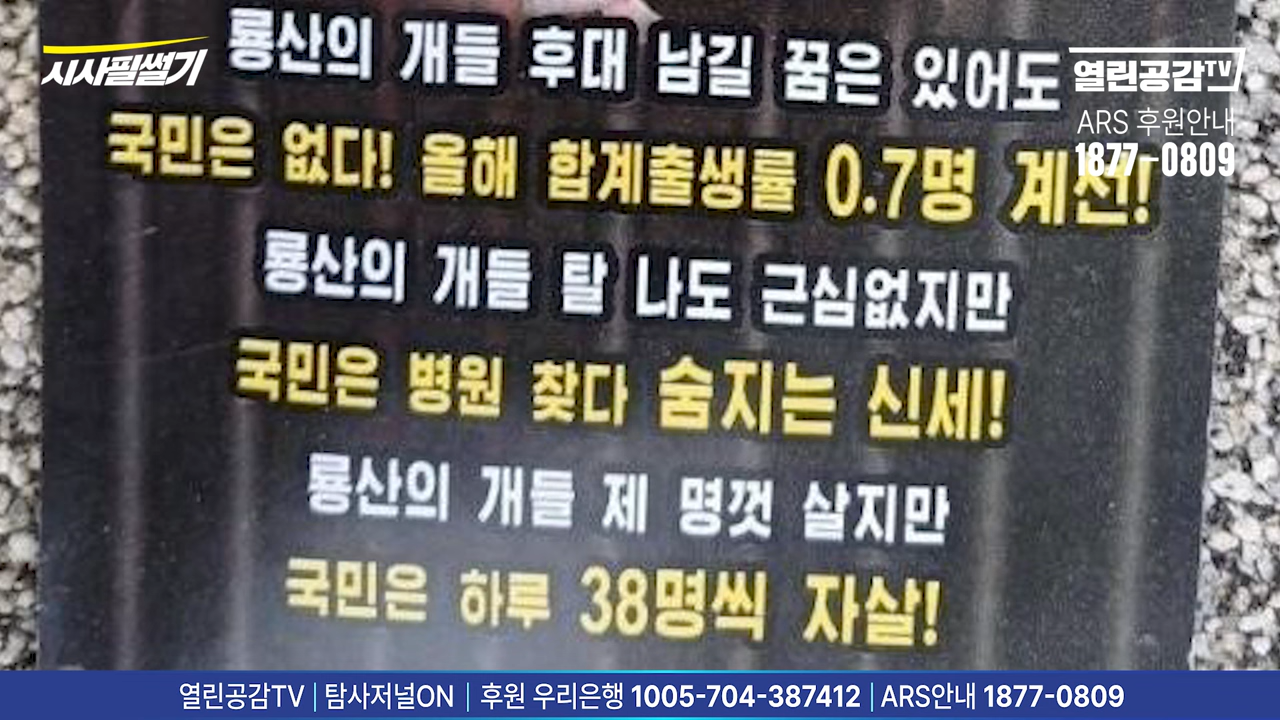 시사필썰기
열린공감TV
ARS 후원안내
1877-0809
룡산의 개들 후대 남길 꿈은 있어도
국민은 없다! 올해 합계출생률 0.7명 계선!
룡산의 개들 탈 나도 근심없지만
국민은 병원 찾다 숨지는 신세!
룡산의 개들 제 명껏 살지만
국민은 하루 38명씩 자살!
열린공감TV | 탐사저널ON | 후원 우리은행 1005-704-387412 | ARS안내 1877-0809